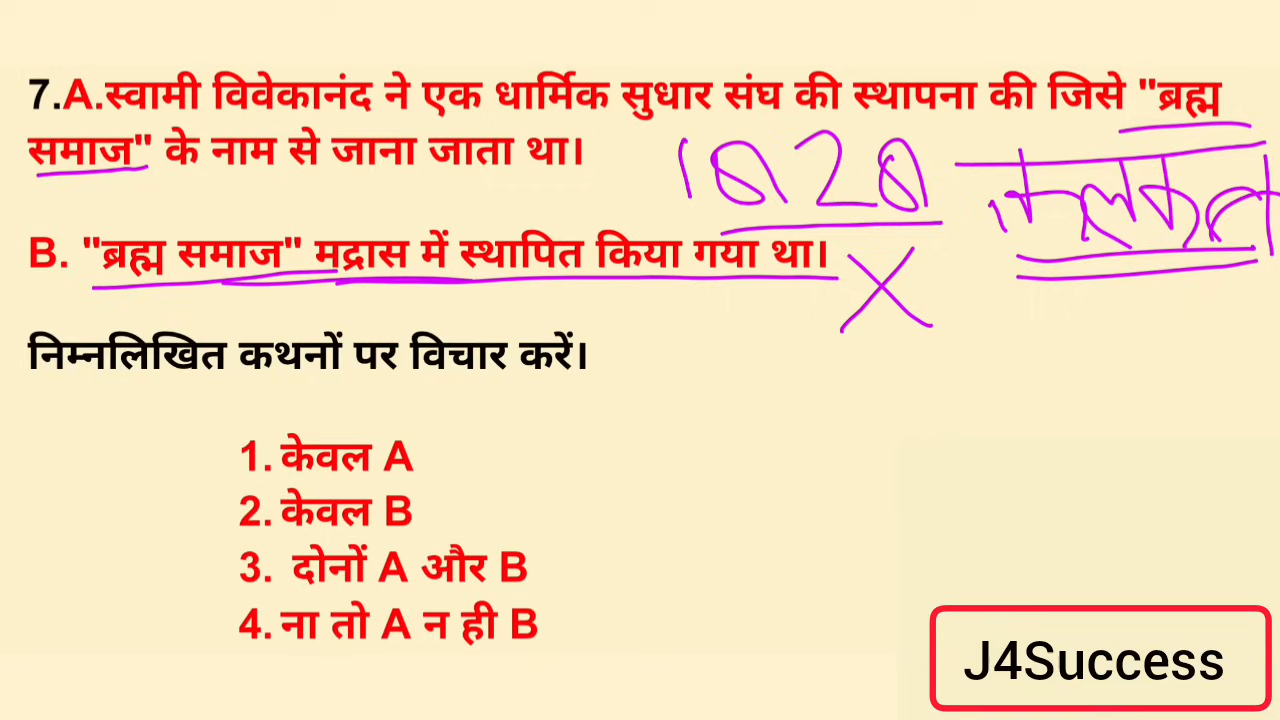 7.A.स्वामी विवेकानंद ने एक धार्मिक सुधार संघ की स्थापना की जिसे "ब्रह्म
समाज" के नाम से जाना जाता था।
1828
कलकत्ता
B. "ब्रह्म समाज" मद्रास में स्थापित किया गया था।
X
निम्नलिखित कथनों पर विचार करें।
1. केवल A
2. केवल B
3. दोनों A और B
4. ना तो A न ही B
J4Success